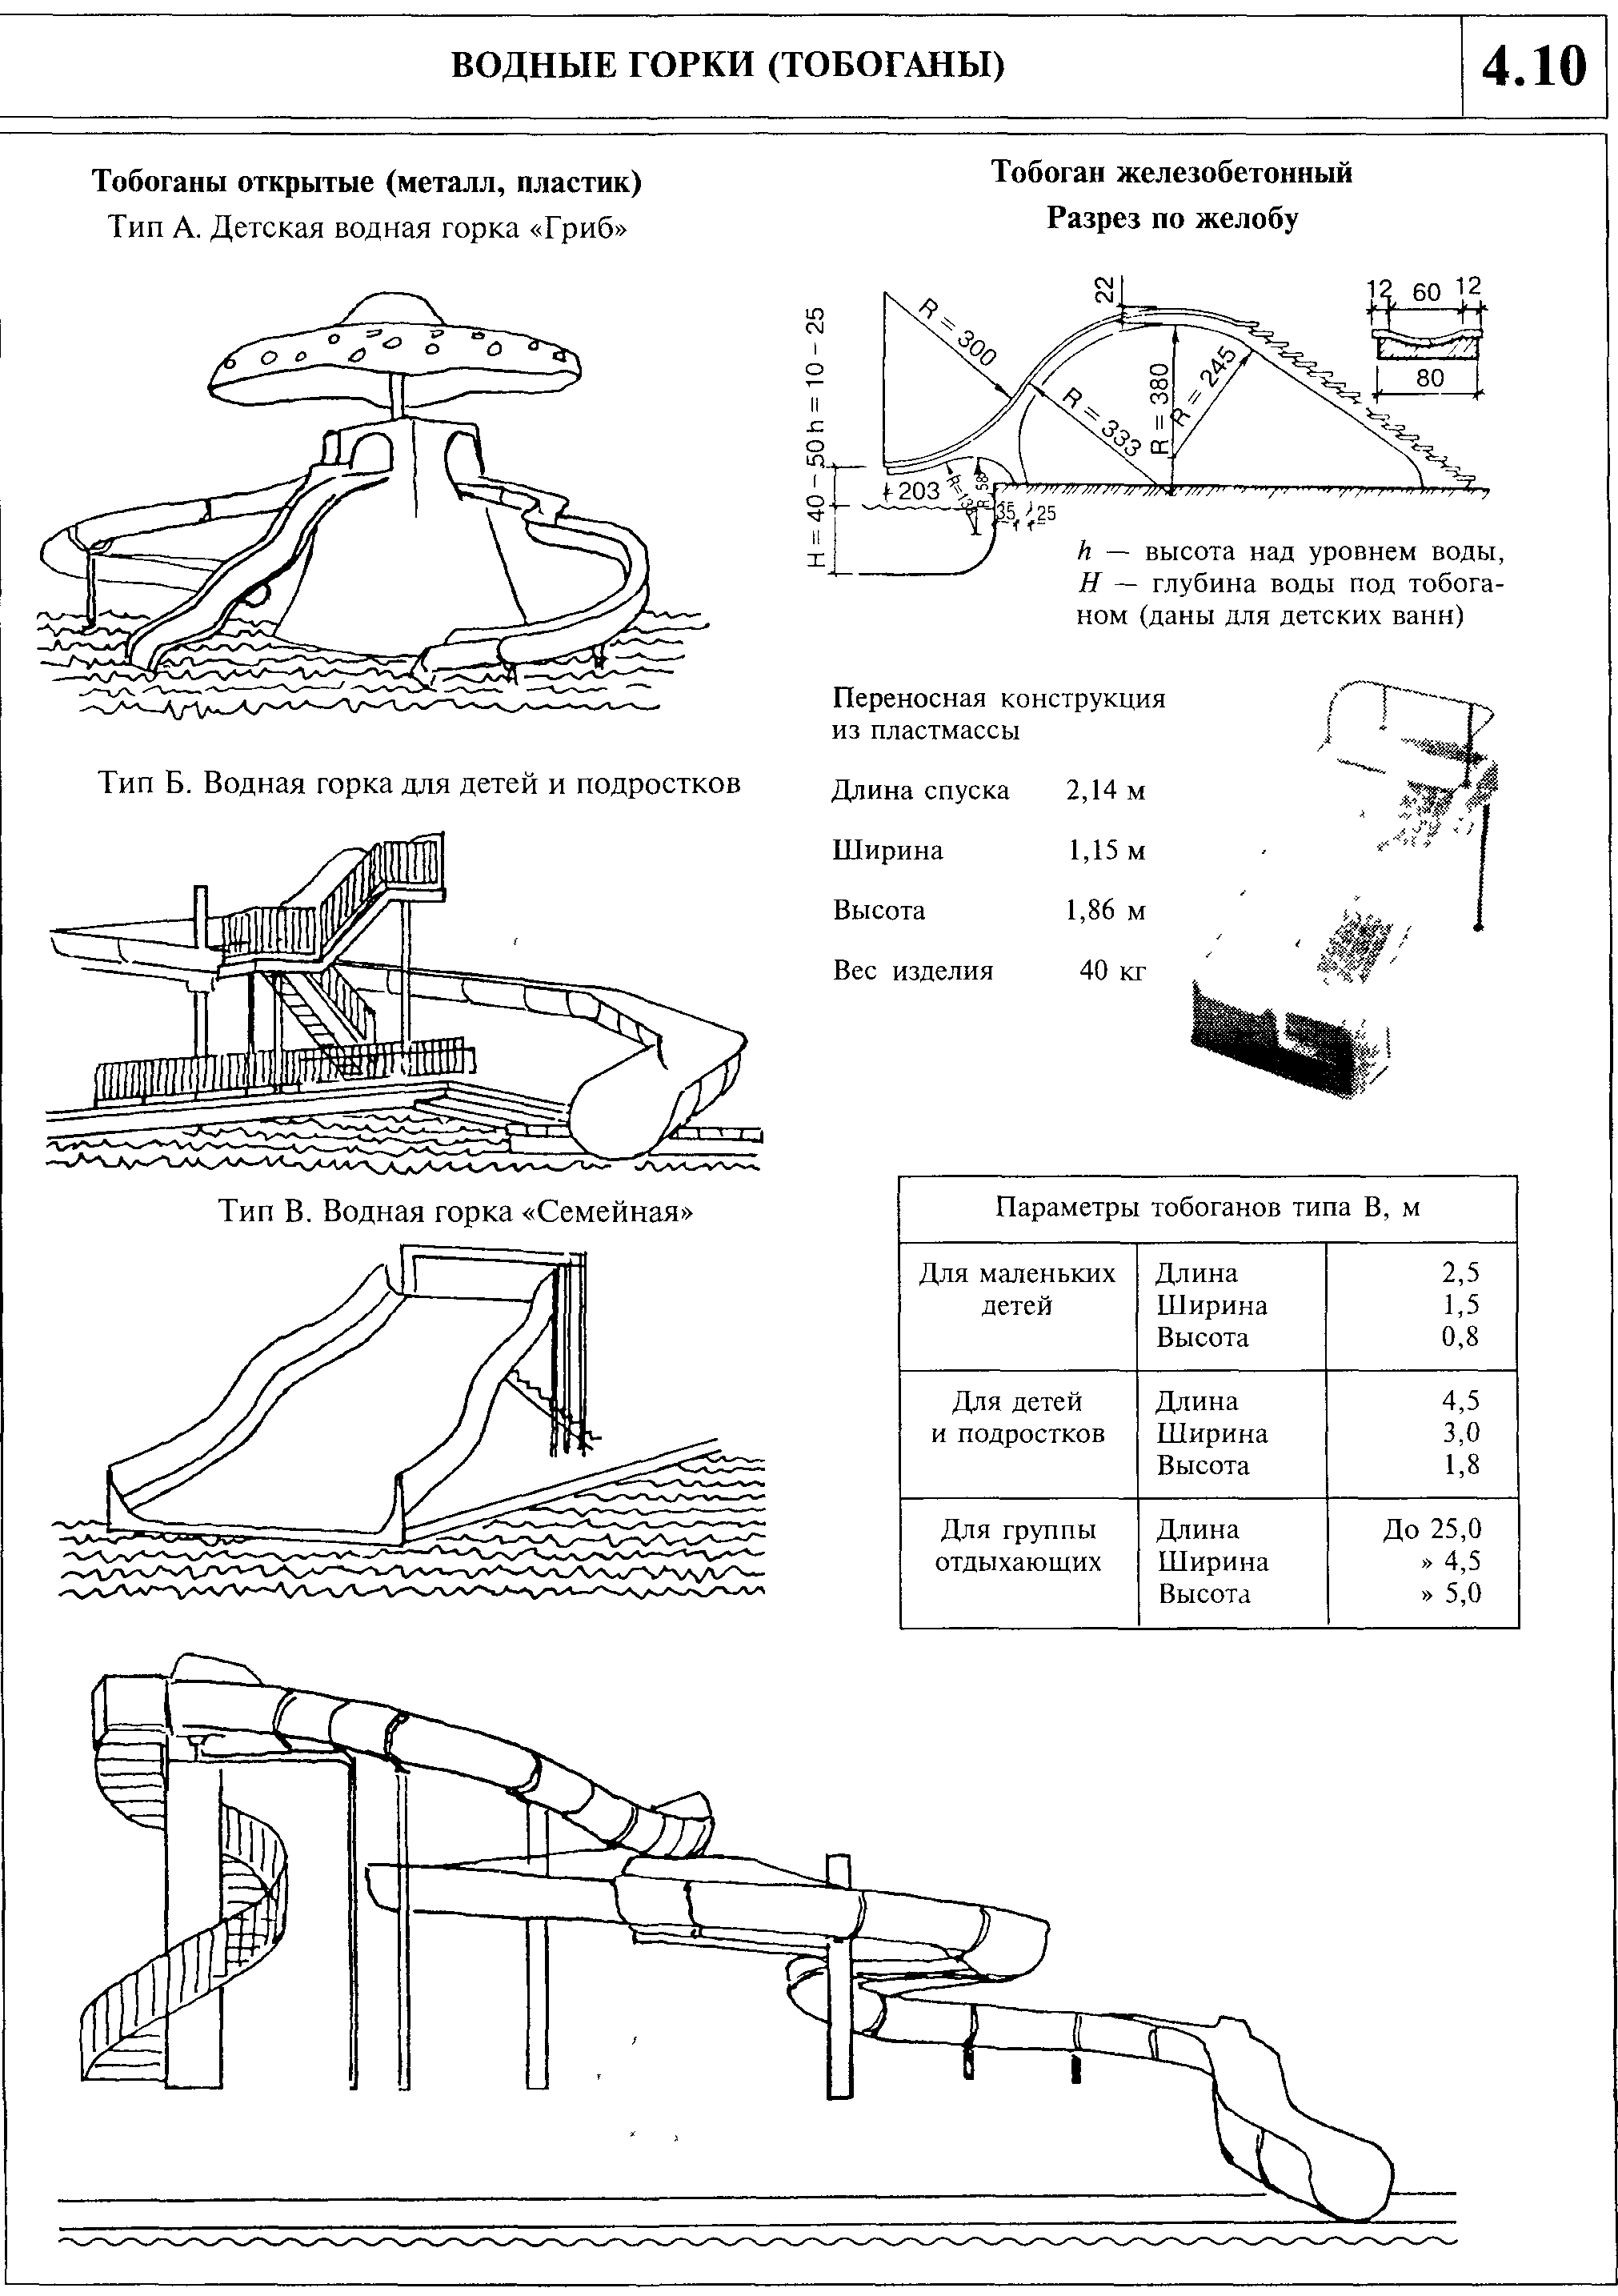 ВОДНЫЕ ГОРКИ (ТОБОГАНЫ)
4.10
Тобоганы открытые (металл, пластик)
Тип А. Детская водная горка «Гриб»
Тобоган железобетонный
Разрез по желобу
R = 300
22
12 60 12
80
R = 380
R = 245
R = 333
H = 40 – 50 h = 10 – 25
203
35
25
h — высота над уровнем воды,
H — глубина воды под тобога-
ном (даны для детских ванн)
Переносная конструкция
из пластмассы
Длина спуска 2,14 м
Ширина 1,15 м
Высота 1,86 м
Вес изделия 40 кг
Тип Б. Водная горка для детей и подростков
Тип В. Водная горка «Семейная»
Параметры тобоганов типа В, м
Для маленьких Длина 2,5
детей Ширина 1,5
Высота 0,8
Для детей Длина 4,5
и подростков Ширина 3,0
Высота 1,8
Для группы Длина До 25,0
отдыхающих Ширина » 4,5
Высота » 5,0